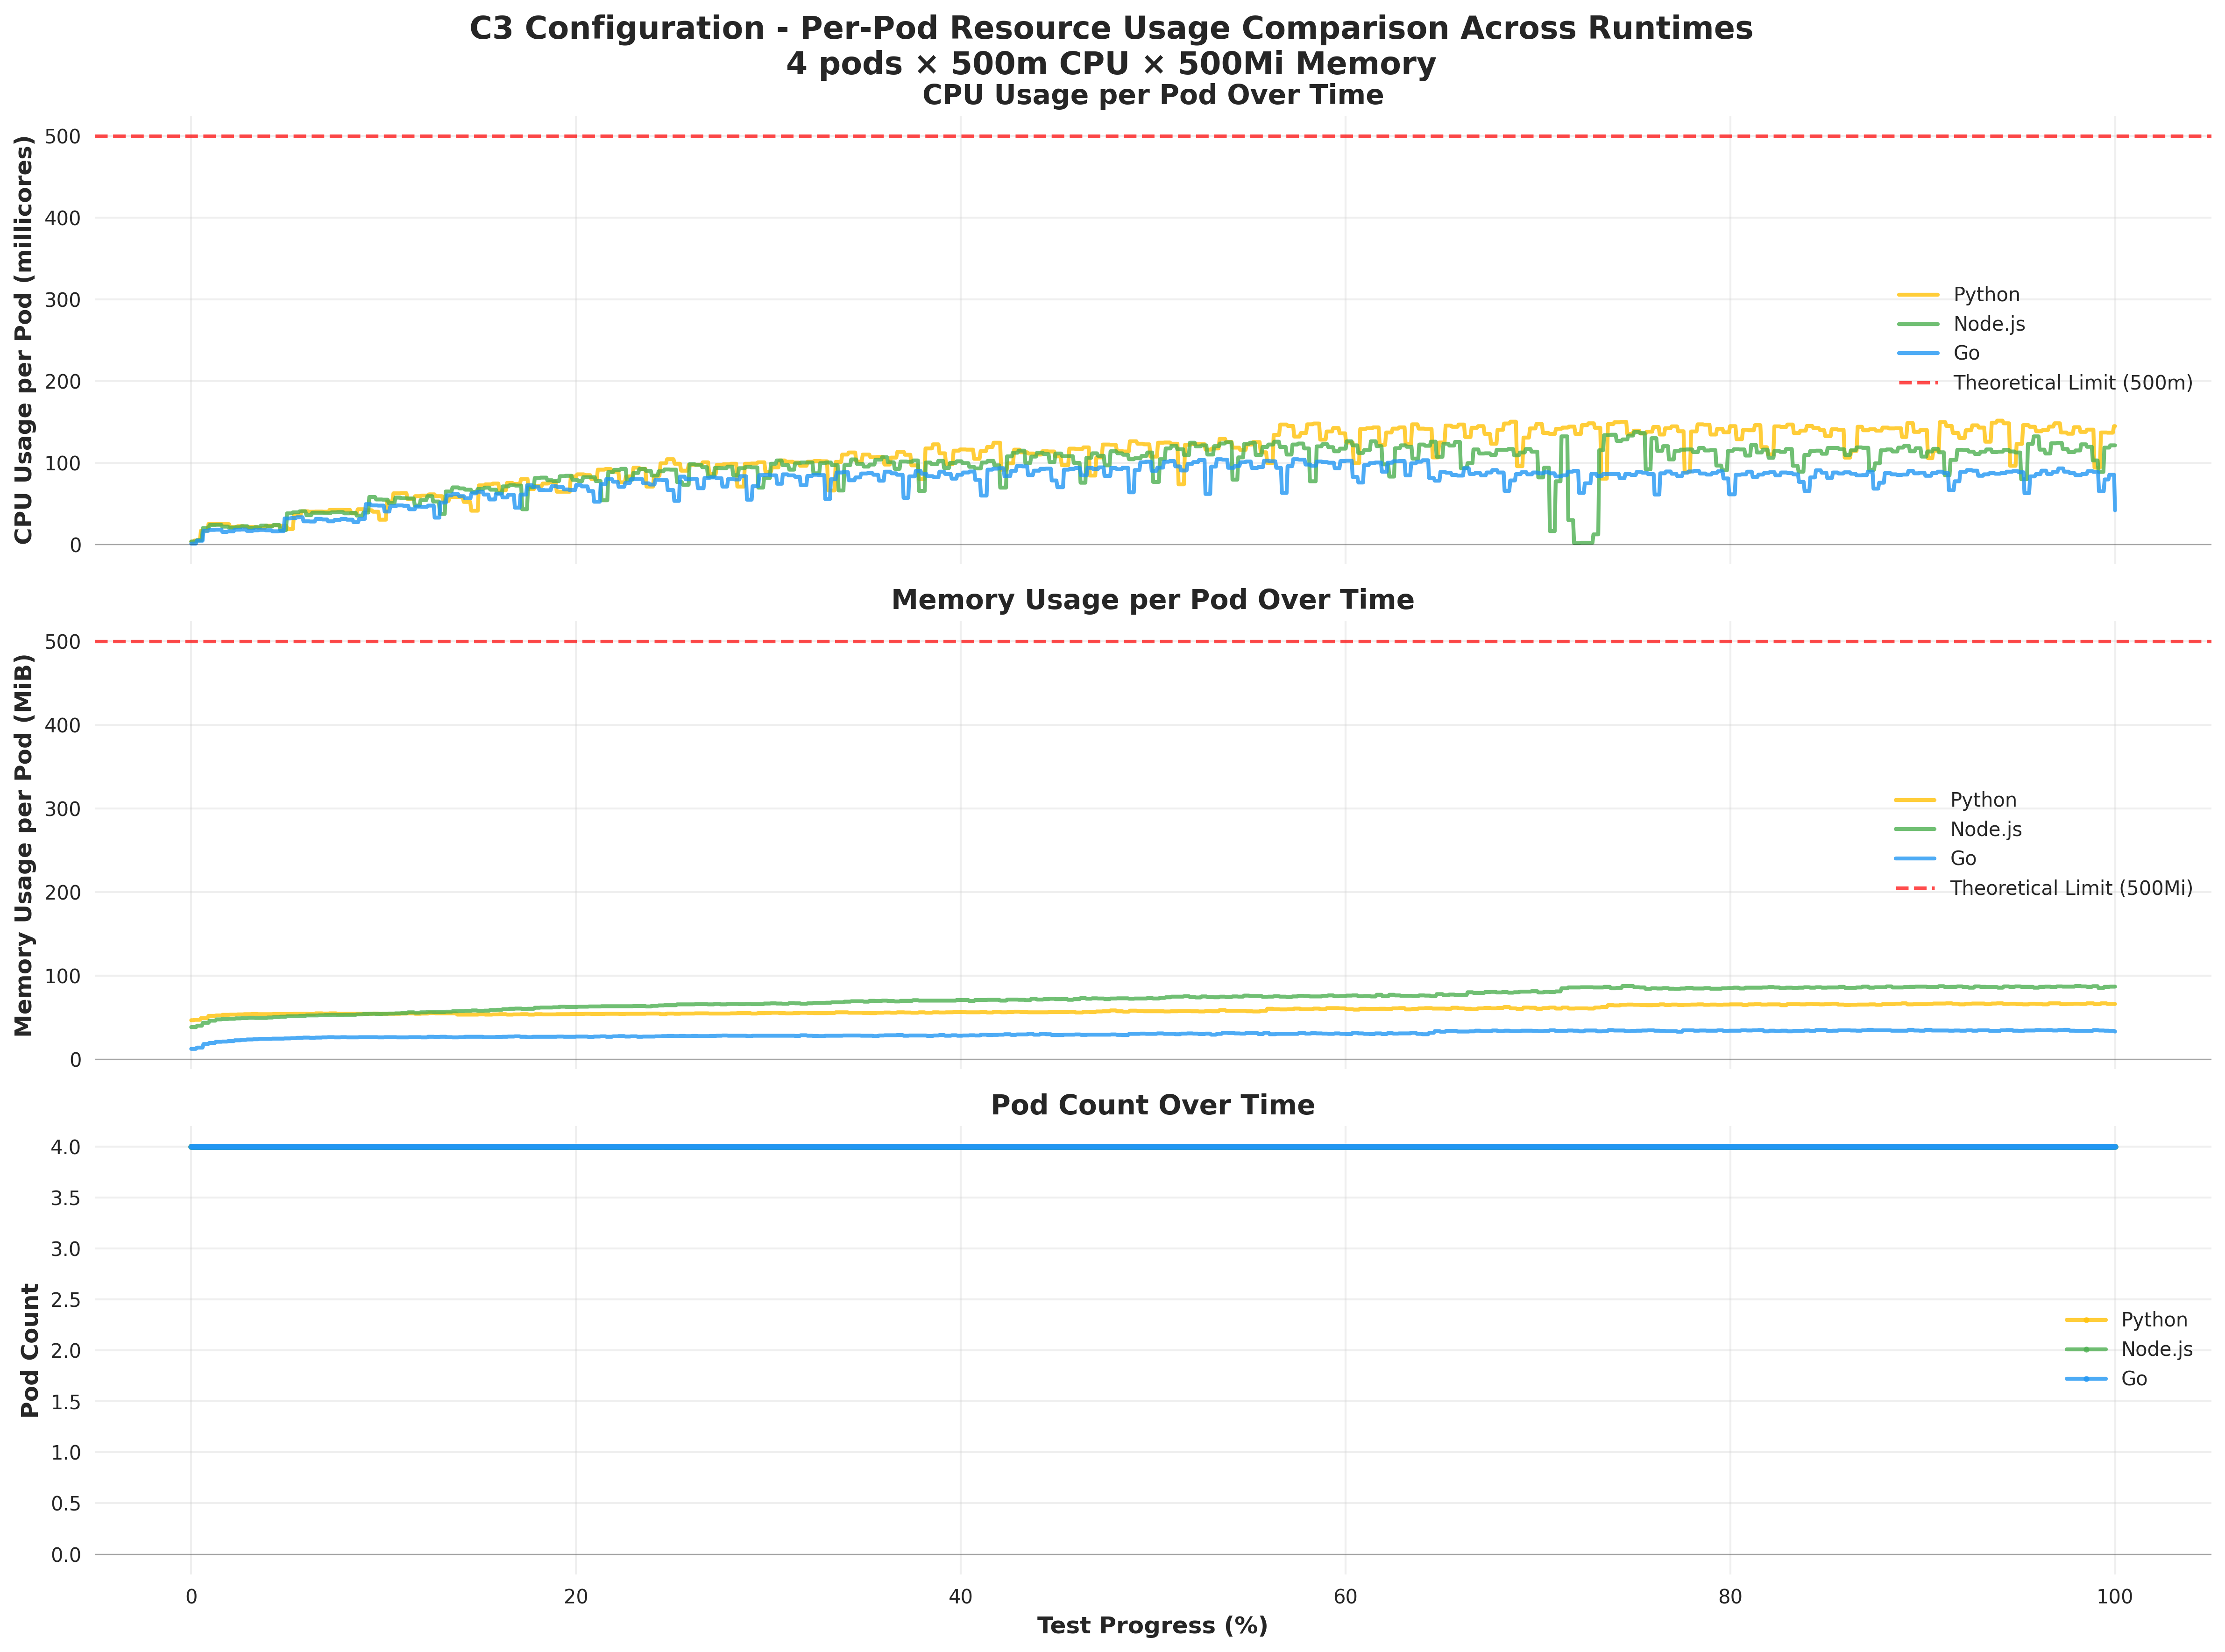 C3 Configuration - Per-Pod Resource Usage Comparison Across Runtimes
4 pods × 500m CPU × 500Mi Memory
CPU Usage per Pod Over Time
CPU Usage per Pod (millicores)
500
400
300
200
100
0
Python
Node.js
Go
Theoretical Limit (500m)
Memory Usage per Pod Over Time
Memory Usage per Pod (MiB)
500
400
300
200
100
0
Python
Node.js
Go
Theoretical Limit (500Mi)
Pod Count Over Time
Pod Count
4.0
3.5
3.0
2.5
2.0
1.5
1.0
0.5
0.0
Python
Node.js
Go
0 20 40 60 80 100
Test Progress (%)